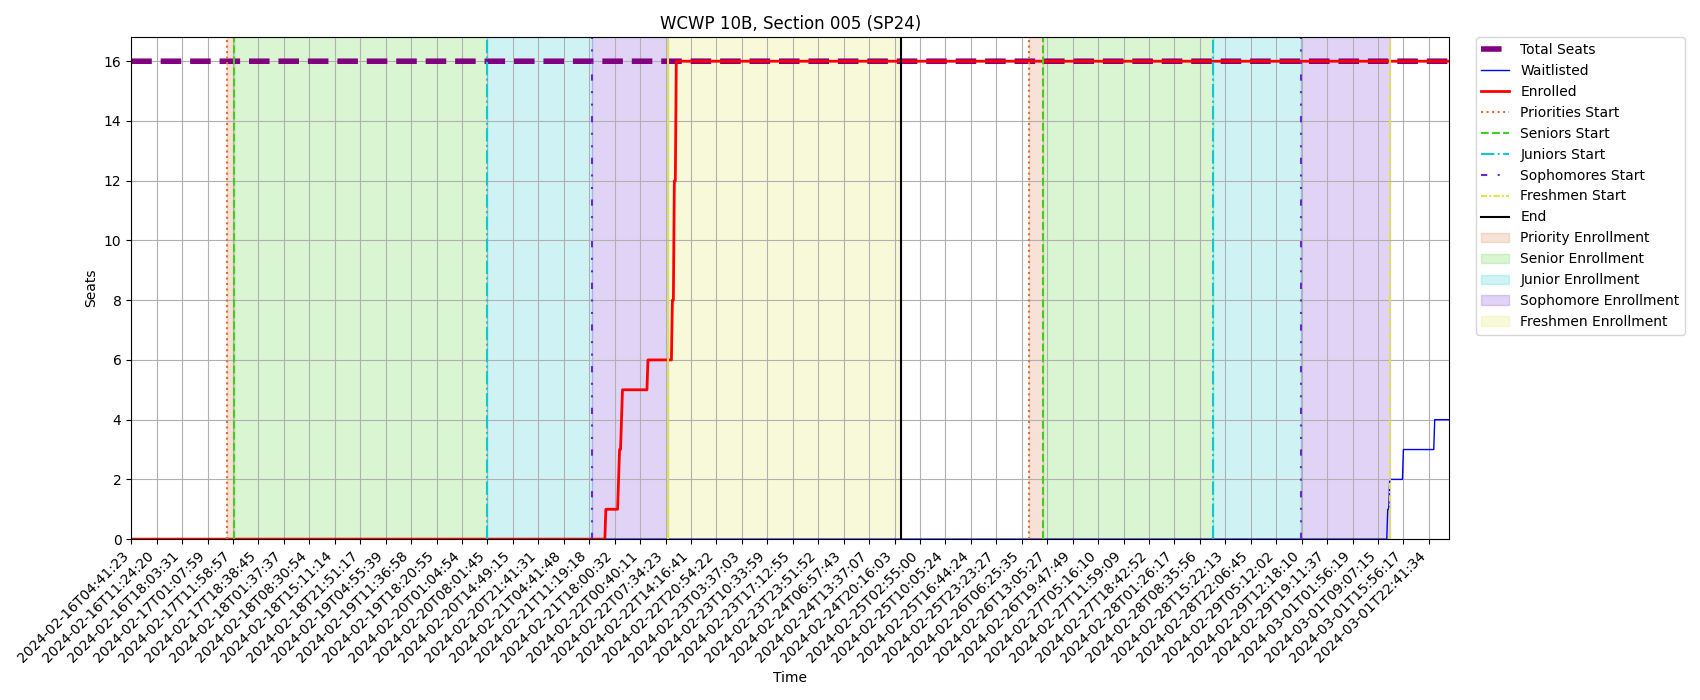 WCWP 10B, Section 005 (SP24)
Seats
16
14
12
10
8
6
4
2
0
2024-02-16T04:41:23
2024-02-16T11:24:20
2024-02-16T18:03:31
2024-02-17T01:07:59
2024-02-17T11:58:57
2024-02-17T18:38:45
2024-02-18T01:37:37
2024-02-18T08:30:54
2024-02-18T15:11:14
2024-02-18T21:51:17
2024-02-19T04:55:39
2024-02-19T11:36:58
2024-02-19T18:20:55
2024-02-20T01:04:54
2024-02-20T08:01:45
2024-02-20T14:49:15
2024-02-20T21:41:31
2024-02-21T04:41:48
2024-02-21T11:19:18
2024-02-21T18:00:32
2024-02-22T00:40:11
2024-02-22T07:34:23
2024-02-22T14:16:41
2024-02-22T20:54:22
2024-02-23T03:37:03
2024-02-23T10:33:59
2024-02-23T17:12:55
2024-02-23T23:51:52
2024-02-24T06:57:43
2024-02-24T13:37:07
2024-02-24T20:16:03
2024-02-25T02:55:00
2024-02-25T10:05:24
2024-02-25T16:44:24
2024-02-25T23:23:27
2024-02-26T06:25:35
2024-02-26T13:05:27
2024-02-26T19:47:49
2024-02-27T05:16:10
2024-02-27T11:59:09
2024-02-27T18:42:52
2024-02-28T01:26:17
2024-02-28T08:35:56
2024-02-28T15:22:13
2024-02-28T22:06:45
2024-02-29T05:12:02
2024-02-29T12:18:10
2024-02-29T19:11:37
2024-03-01T01:56:19
2024-03-01T09:07:15
2024-03-01T15:56:17
2024-03-01T22:41:34
Time
Total Seats
Waitlisted
Enrolled
Priorities Start
Seniors Start
Juniors Start
Sophomores Start
Freshmen Start
End
Priority Enrollment
Senior Enrollment
Junior Enrollment
Sophomore Enrollment
Freshmen Enrollment